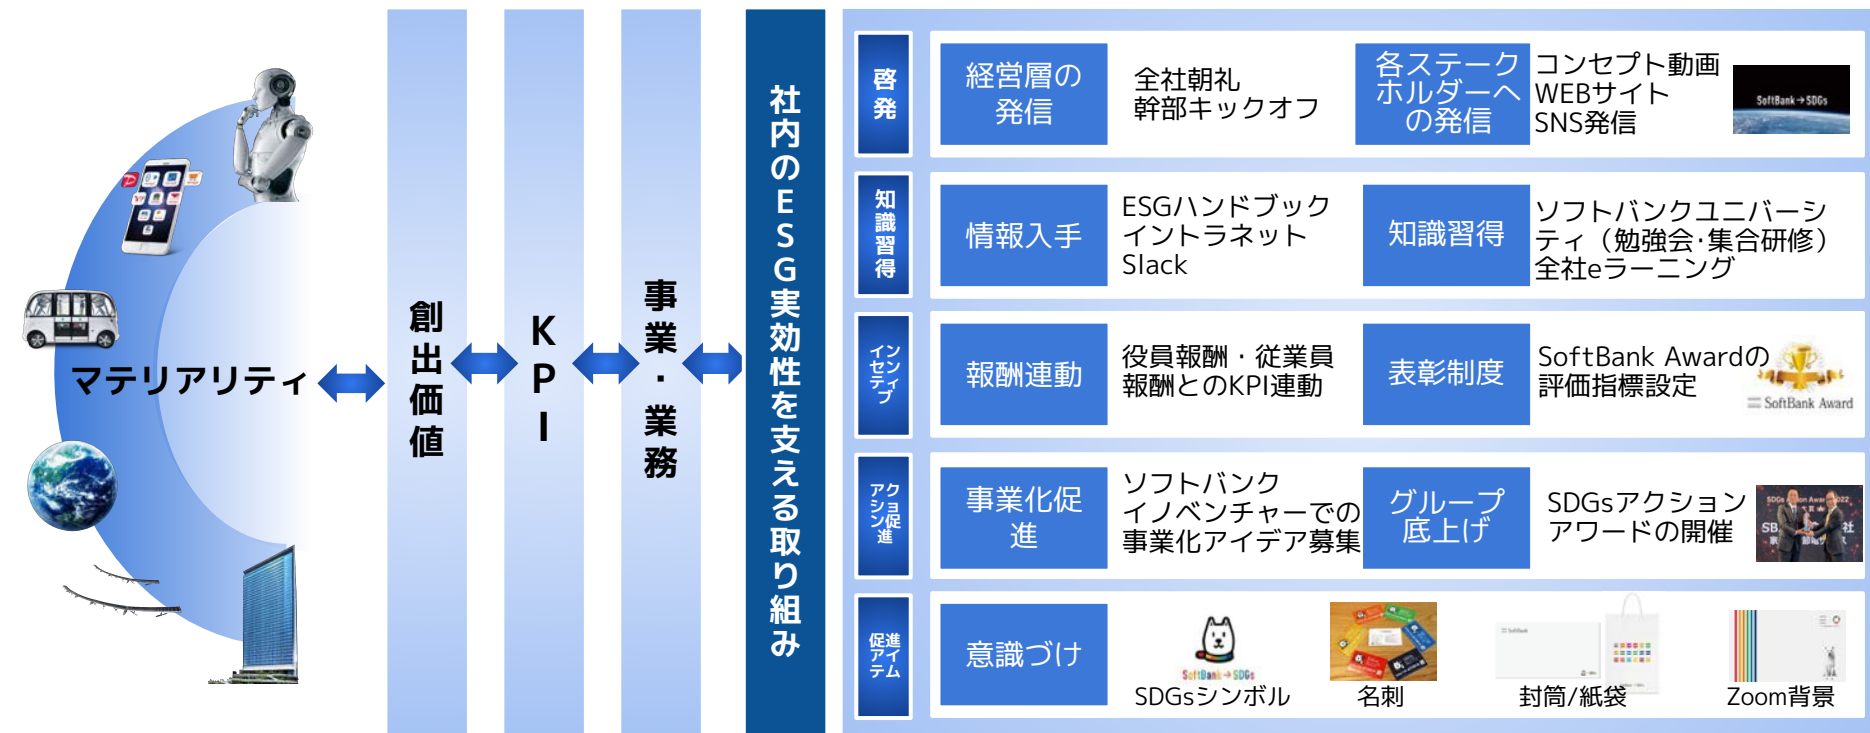 マテリアリティ
創出価値
KPI
事業・業務
社内のESG実効性を支える取り組み
啓発
経営層の
発信
全社朝礼
幹部キックオフ
各ステーク
ホルダーへ
の発信
コンセプト動画
WEBサイト
SNS発信
SoftBank→SDGs
知識習得
情報入手
ESGハンドブック
イントラネット
Slack
知識習得
ソフトバンクユニバーシ
ティ（勉強会･集合研修）
全社eラーニング
インセンティブ
報酬連動
役員報酬・従業員
報酬とのKPI連動
表彰制度
SoftBank Awardの
評価指標設定
SoftBank Award
アクション促進
事業化促
進
ソフトバンク
イノベンチャーでの
事業化アイデア募集
グループ
底上げ
SDGsアクション
アワードの開催
促進アイテム
意識づけ
SoftBank→SDGs
SDGsシンボル
名刺
SoftBank
封筒/紙袋
Zoom背景